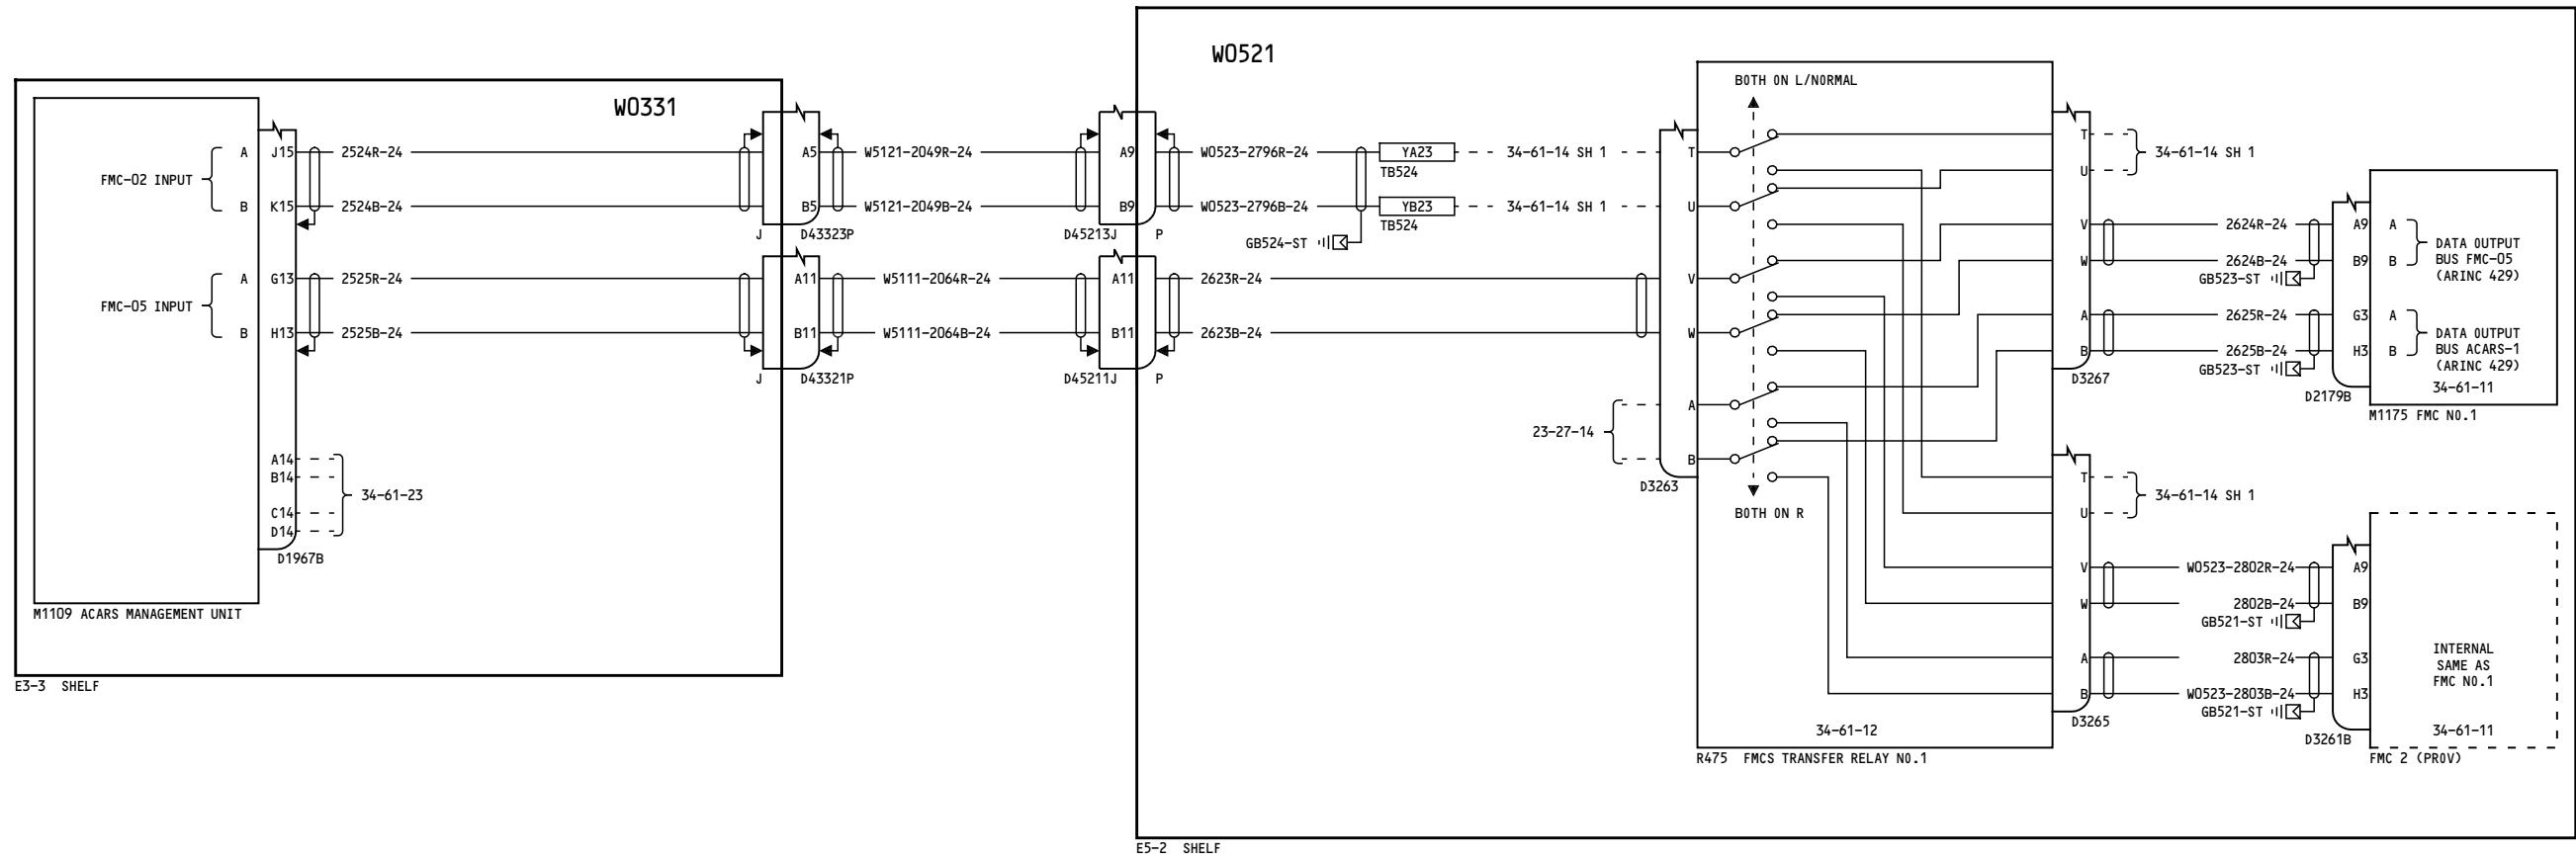 W0521
W0331
BOTH ON L/NORMAL
FMC-02 INPUT
A J15 2524R-24 A5 W5121-2049R-24 A9 W0523-2796R-24 YA23 34-61-14 SH 1 T
TB524
B K15 2524B-24 B5 W5121-2049B-24 B9 W0523-2796B-24 YB23 34-61-14 SH 1 U
TB524
J D43323P D45213J P
GB524-ST
FMC-05 INPUT
A G13 2525R-24 A11 W5111-2064R-24 A11 2623R-24 V
B H13 2525B-24 B11 W5111-2064B-24 B11 2623B-24 W
J D43321P D45211J P
A14
B14
34-61-23
C14
D14
D1967B
M1109 ACARS MANAGEMENT UNIT
E3-3 SHELF
23-27-14
A
B
D3263
BOTH ON R
34-61-12
R475 FMCS TRANSFER RELAY NO.1
T
U
34-61-14 SH 1
V 2624R-24 A9 A
W 2624B-24 B9 B
GB523-ST
DATA OUTPUT
BUS FMC-05
(ARINC 429)
A 2625R-24 G3 A
B 2625B-24 H3 B
GB523-ST
DATA OUTPUT
BUS ACARS-1
(ARINC 429)
D3267
D2179B
34-61-11
M1175 FMC NO.1
T
U
34-61-14 SH 1
V W0523-2802R-24 A9
W 2802B-24 B9
GB521-ST
A 2803R-24 G3
B W0523-2803B-24 H3
GB521-ST
D3265
D3261B
INTERNAL
SAME AS
FMC NO.1
34-61-11
FMC 2 (PROV)
E5-2 SHELF